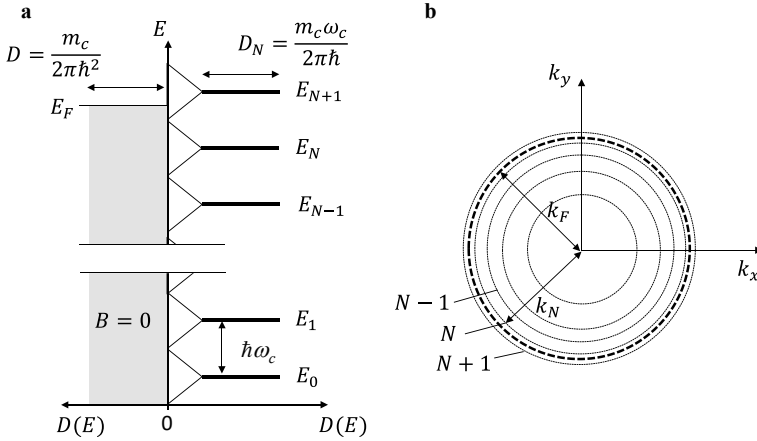 a
D = m_c / 2πħ²
E
D_N = m_cω_c / 2πħ
E_F
E_{N+1}
E_N
E_{N−1}
B = 0
E_1
ħω_c
E_0
D(E)
0
D(E)
b
k_y
k_F
k_x
k_N
N − 1
N
N + 1